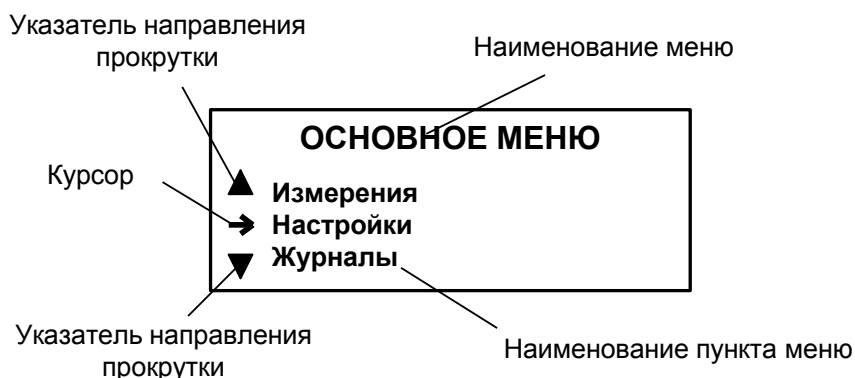 Указатель направления
прокрутки
Наименование меню
ОСНОВНОЕ МЕНЮ
Курсор
Измерения
Настройки
Журналы
Указатель направления
прокрутки
Наименование пункта меню